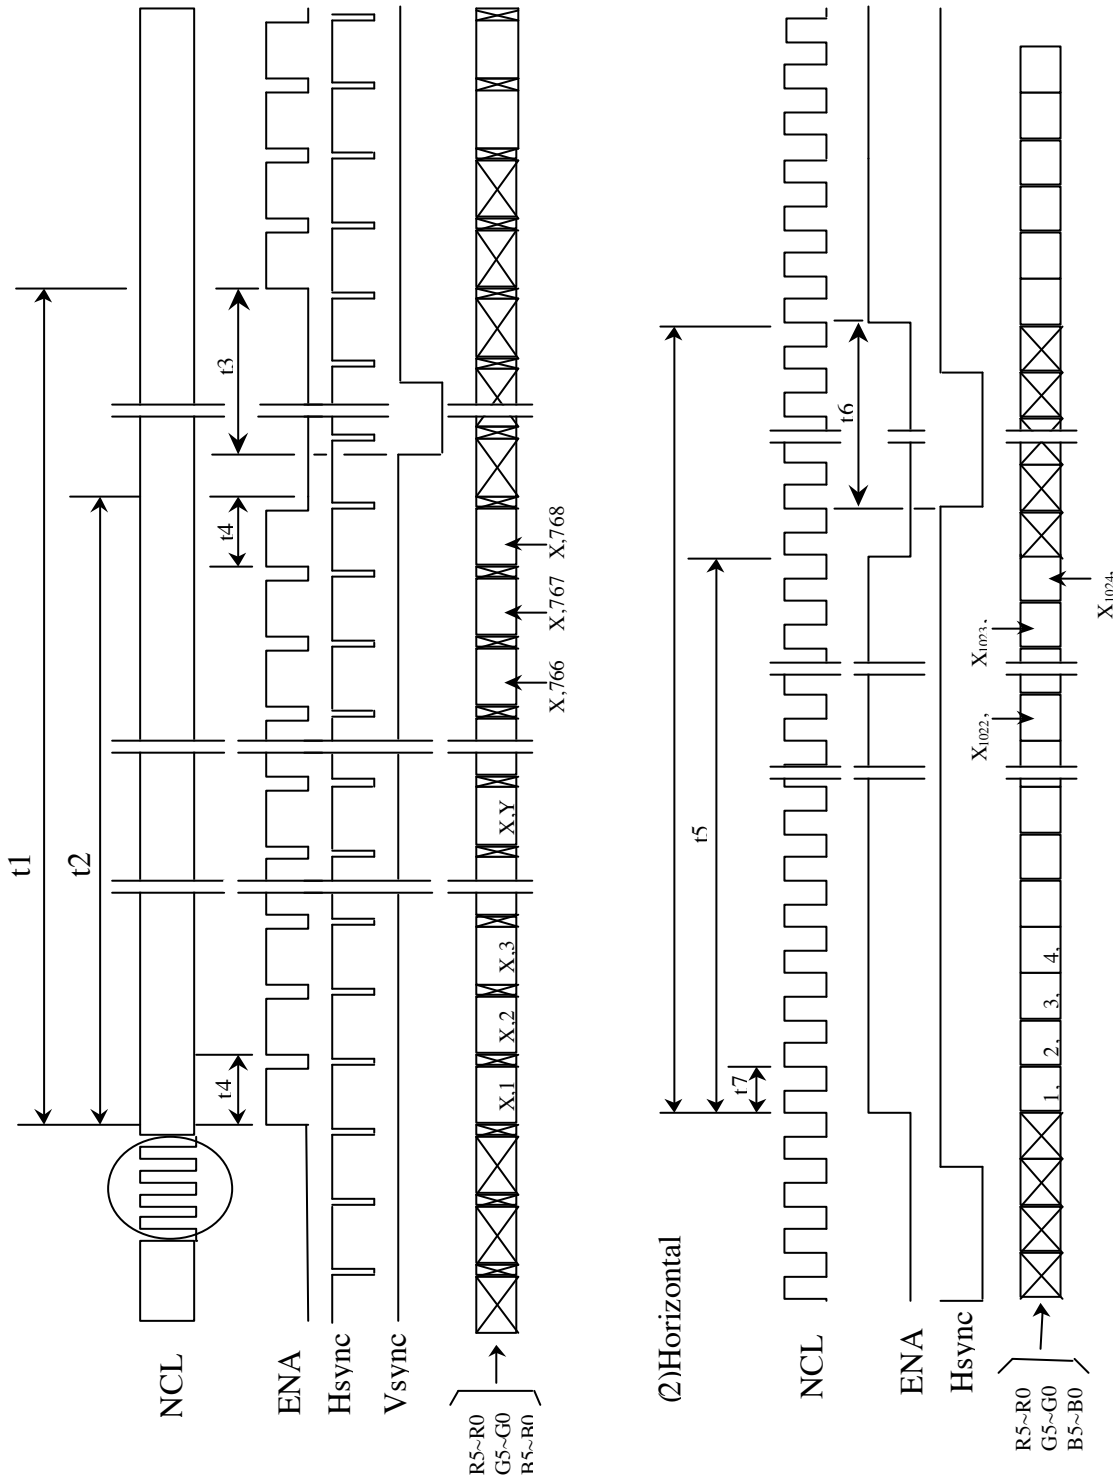 t1
t2
t4
t4
t3
NCL
ENA
Hsync
Vsync
R5~R0
G5~G0
B5~B0
X,1
X,2
X,3
X,Y
X,766
X,767
X,768
(2)Horizontal
t7
t5
t6
NCL
ENA
Hsync
R5~R0
G5~G0
B5~B0
1,
2,
3,
4,
X1022,
X1023,
X1024,